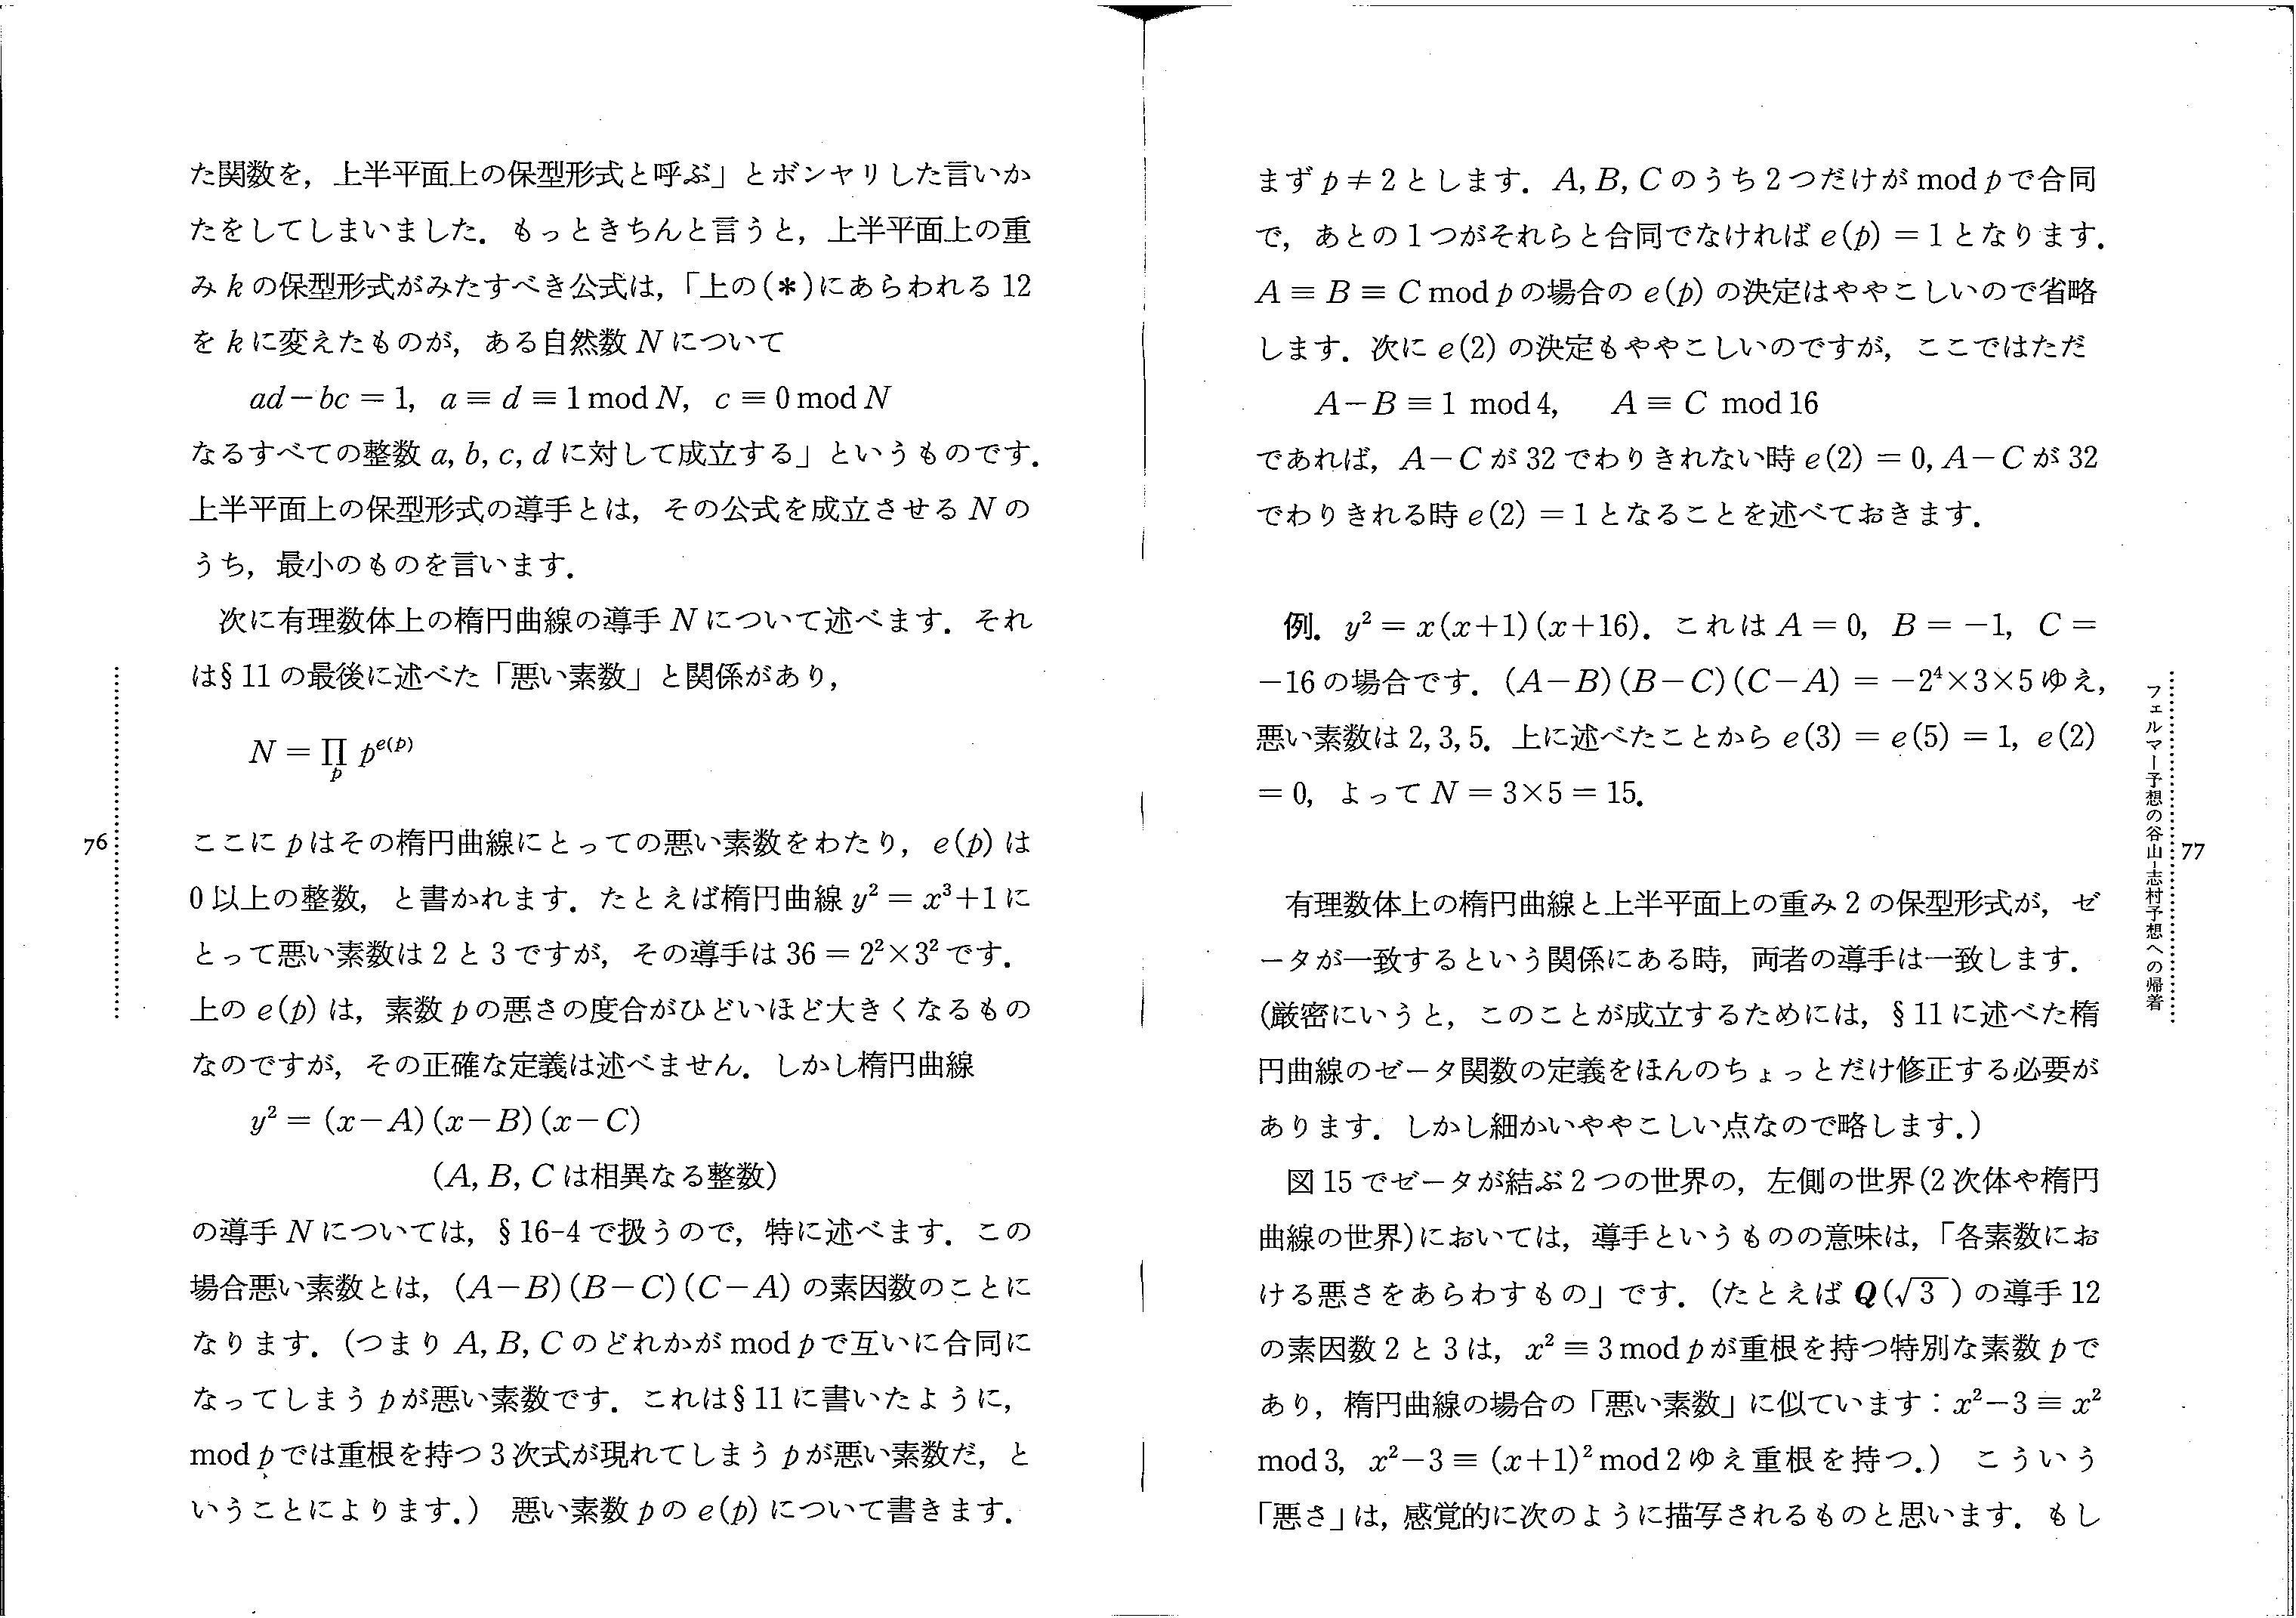 た関数を，上半平面上の保型形式と呼ぶ」とボンヤリした言いか
たをしてしまいました．もっときちんと言うと，上半平面上の重
み k の保型形式がみたすべき公式は，「上の(＊)にあらわれる 12
を k に変えたものが，ある自然数 N について
ad−bc = 1, a ≡ d ≡ 1 mod N, c ≡ 0 mod N
なるすべての整数 a, b, c, d に対して成立する」というものです．
上半平面上の保型形式の導手とは，その公式を成立させる N の
うち，最小のものを言います．
次に有理数体上の楕円曲線の導手 N について述べます．それ
は§11 の最後に述べた「悪い素数」と関係があり，
N = ∏_p p^{e(p)}
ここに p はその楕円曲線にとっての悪い素数をわたり，e(p) は
0 以上の整数，と書かれます．たとえば楕円曲線 y² = x³+1 に
とって悪い素数は 2 と 3 ですが，その導手は 36 = 2²×3² です．
上の e(p) は，素数 p の悪さの度合がひどいほど大きくなるもの
なのですが，その正確な定義は述べません．しかし楕円曲線
y² = (x−A)(x−B)(x−C)
(A, B, C は相異なる整数)
の導手 N については，§16-4 で扱うので，特に述べます．この
場合悪い素数とは，(A−B)(B−C)(C−A) の素因数のことに
なります．(つまり A, B, C のどれかが mod p で互いに合同に
なってしまう p が悪い素数です．これは§11 に書いたように，
mod p では重根を持つ 3 次式が現れてしまう p が悪い素数だ，と
いうことによります．) 悪い素数 p の e(p) について書きます．
76
まず p ≠ 2 とします．A, B, C のうち 2 つだけが mod p で合同
で，あとの 1 つがそれらと合同でなければ e(p) = 1 となります．
A ≡ B ≡ C mod p の場合の e(p) の決定はややこしいので省略
します．次に e(2) の決定もややこしいのですが，ここではただ
A−B ≡ 1 mod 4, A ≡ C mod 16
であれば，A−C が 32 でわりきれない時 e(2) = 0, A−C が 32
でわりきれる時 e(2) = 1 となることを述べておきます．
例．y² = x(x+1)(x+16)．これは A = 0, B = −1, C =
−16 の場合です．(A−B)(B−C)(C−A) = −2⁴×3×5 ゆえ，
悪い素数は 2, 3, 5．上に述べたことから e(3) = e(5) = 1, e(2)
= 0，よって N = 3×5 = 15．
有理数体上の楕円曲線と上半平面上の重み 2 の保型形式が，ゼ
ータが一致するという関係にある時，両者の導手は一致します．
(厳密にいうと，このことが成立するためには，§11 に述べた楕
円曲線のゼータ関数の定義をほんのちょっとだけ修正する必要が
あります．しかし細かいややこしい点なので略します．)
図 15 でゼータが結ぶ 2 つの世界の，左側の世界(2 次体や楕円
曲線の世界)においては，導手というものの意味は，「各素数にお
ける悪さをあらわすもの」です．(たとえば Q(√3) の導手 12
の素因数 2 と 3 は，x² ≡ 3 mod p が重根を持つ特別な素数 p で
あり，楕円曲線の場合の「悪い素数」に似ています：x²−3 ≡ x²
mod 3, x²−3 ≡ (x+1)² mod 2 ゆえ重根を持つ．) こういう
「悪さ」は，感覚的に次のように描写されるものと思います．もし
フェルマー予想の谷山-志村予想への帰着
77